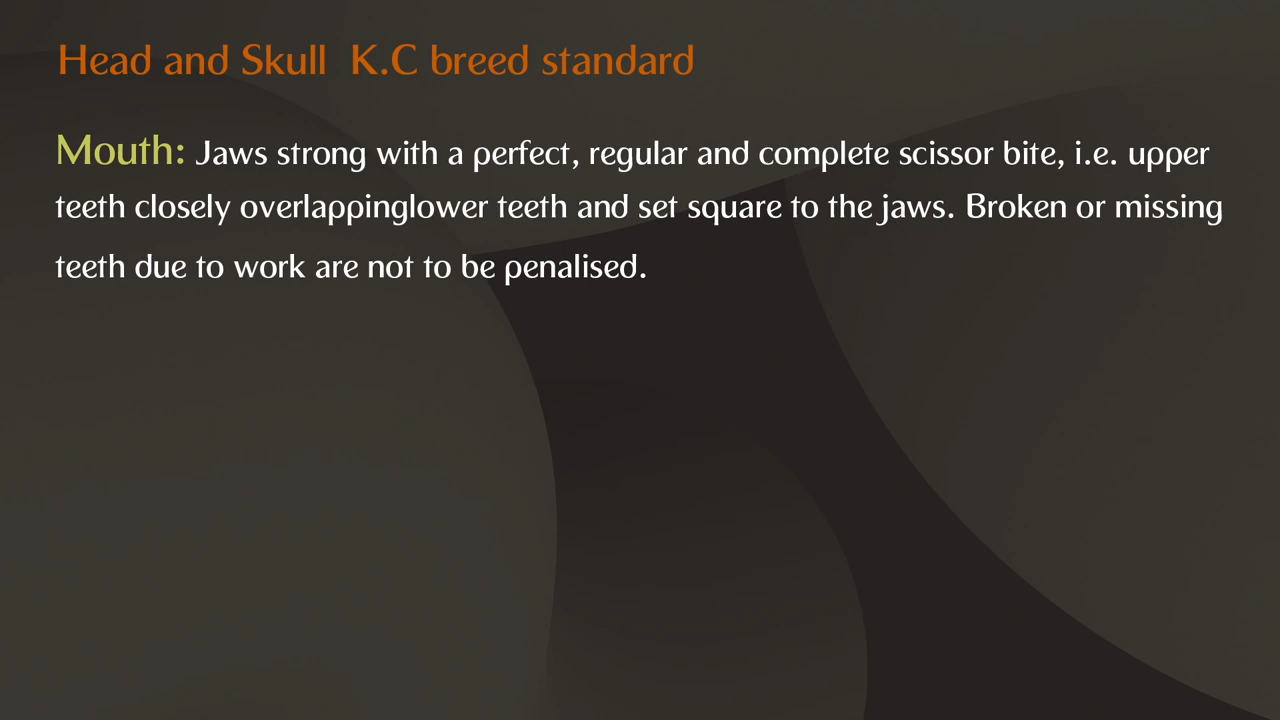 Head and Skull  K.C breed standard
Mouth: Jaws strong with a perfect, regular and complete scissor bite, i.e. upper
teeth closely overlappinglower teeth and set square to the jaws. Broken or missing
teeth due to work are not to be penalised.